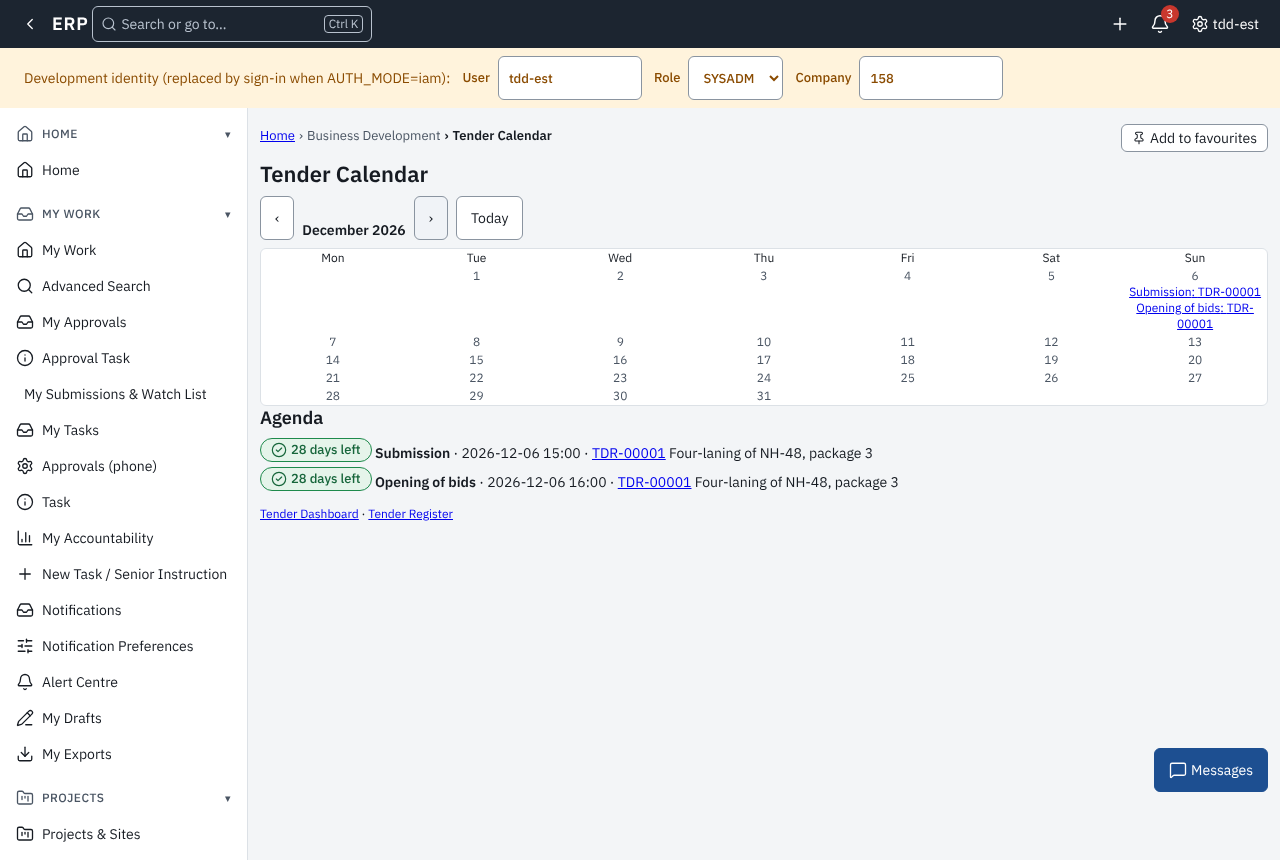 ERP
Search or go to…
Ctrl K
3
tdd-est
Development identity (replaced by sign-in when AUTH_MODE=iam): User tdd-est Role SYSADM Company 158
HOME
Home
MY WORK
My Work
Advanced Search
My Approvals
Approval Task
My Submissions & Watch List
My Tasks
Approvals (phone)
Task
My Accountability
New Task / Senior Instruction
Notifications
Notification Preferences
Alert Centre
My Drafts
My Exports
PROJECTS
Projects & Sites
Home › Business Development › Tender Calendar
Add to favourites
Tender Calendar
‹ December 2026 › Today
Mon Tue Wed Thu Fri Sat Sun
1 2 3 4 5 6
Submission: TDR-00001
Opening of bids: TDR-
00001
7 8 9 10 11 12 13
14 15 16 17 18 19 20
21 22 23 24 25 26 27
28 29 30 31
Agenda
28 days left Submission · 2026-12-06 15:00 · TDR-00001 Four-laning of NH-48, package 3
28 days left Opening of bids · 2026-12-06 16:00 · TDR-00001 Four-laning of NH-48, package 3
Tender Dashboard · Tender Register
Messages